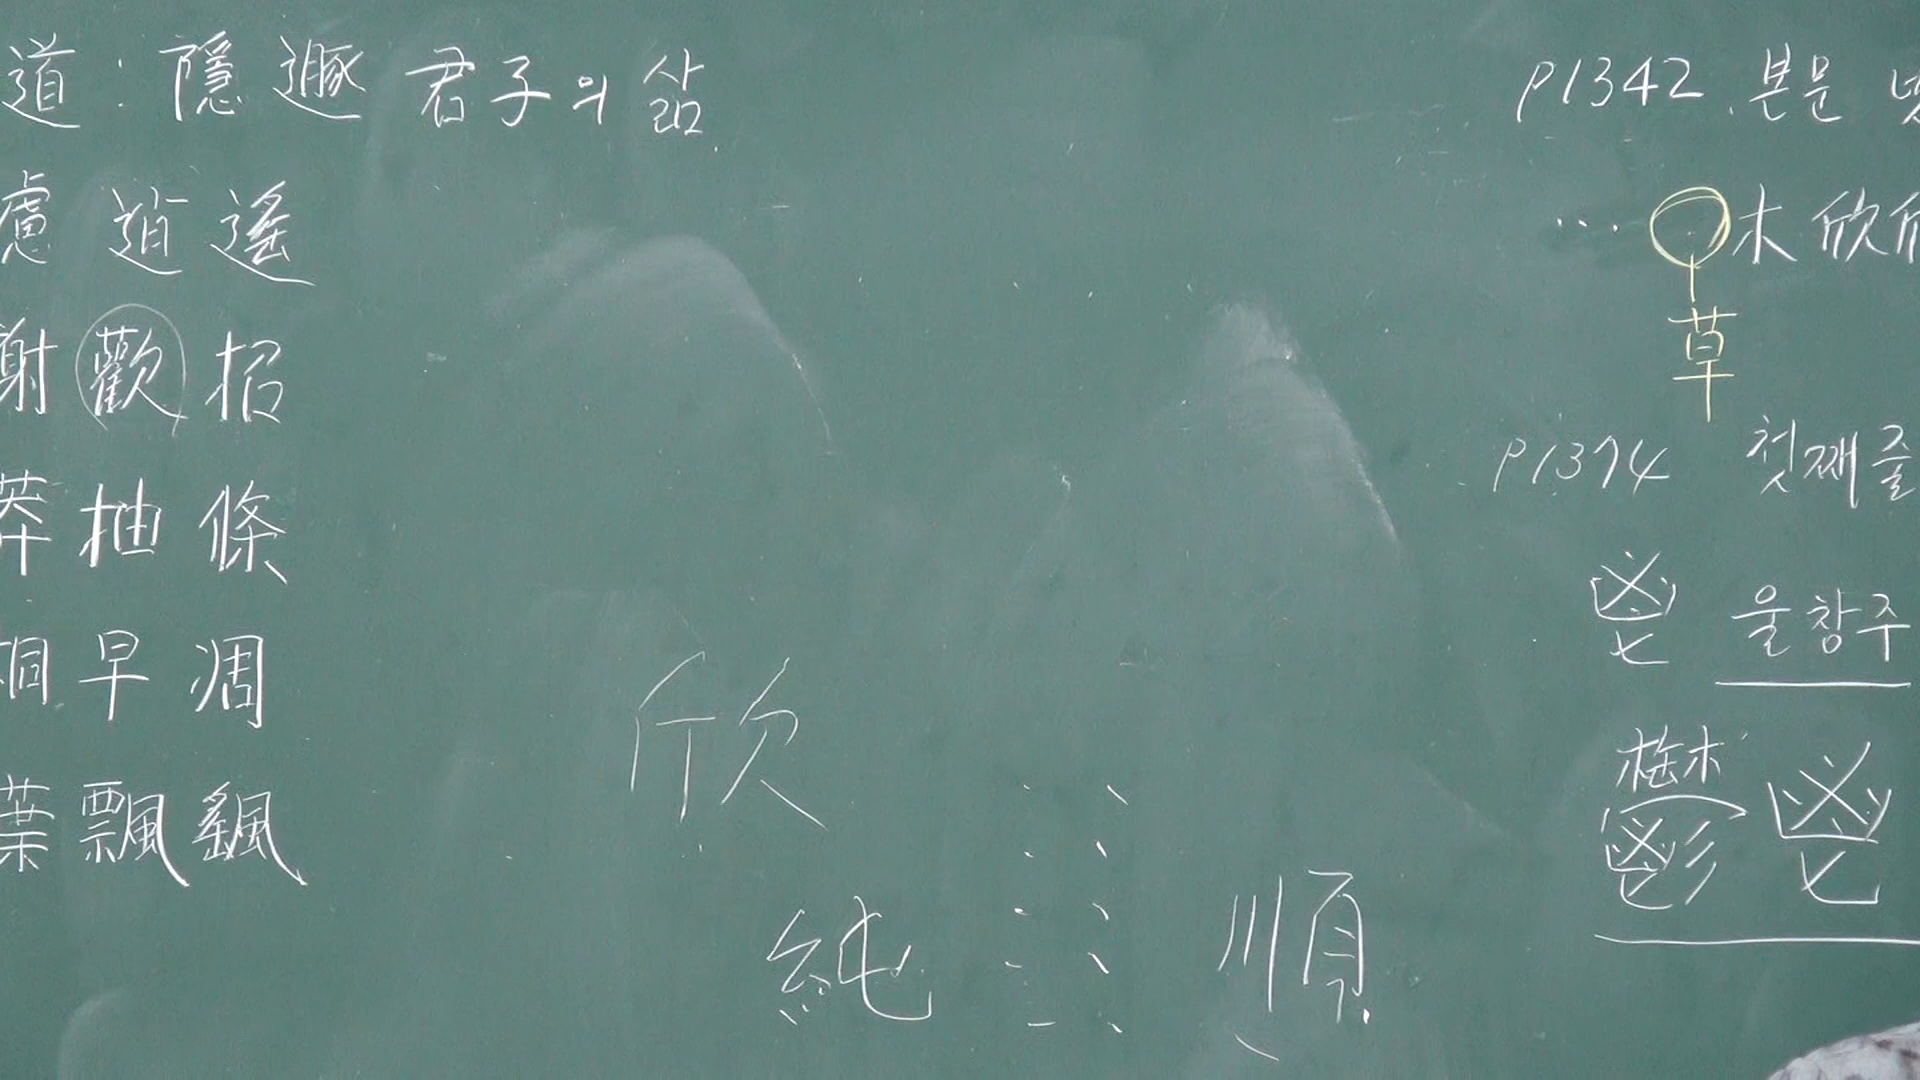 道 : 隱遯 君子의 삶
慮逍遙
謝歡招
莽抽條
桐早凋
葉飄颻
欣
純 順
p1342. 본문
… 木欣欣
草
p1374 첫째줄
鬯 울창주
鬱 鬯